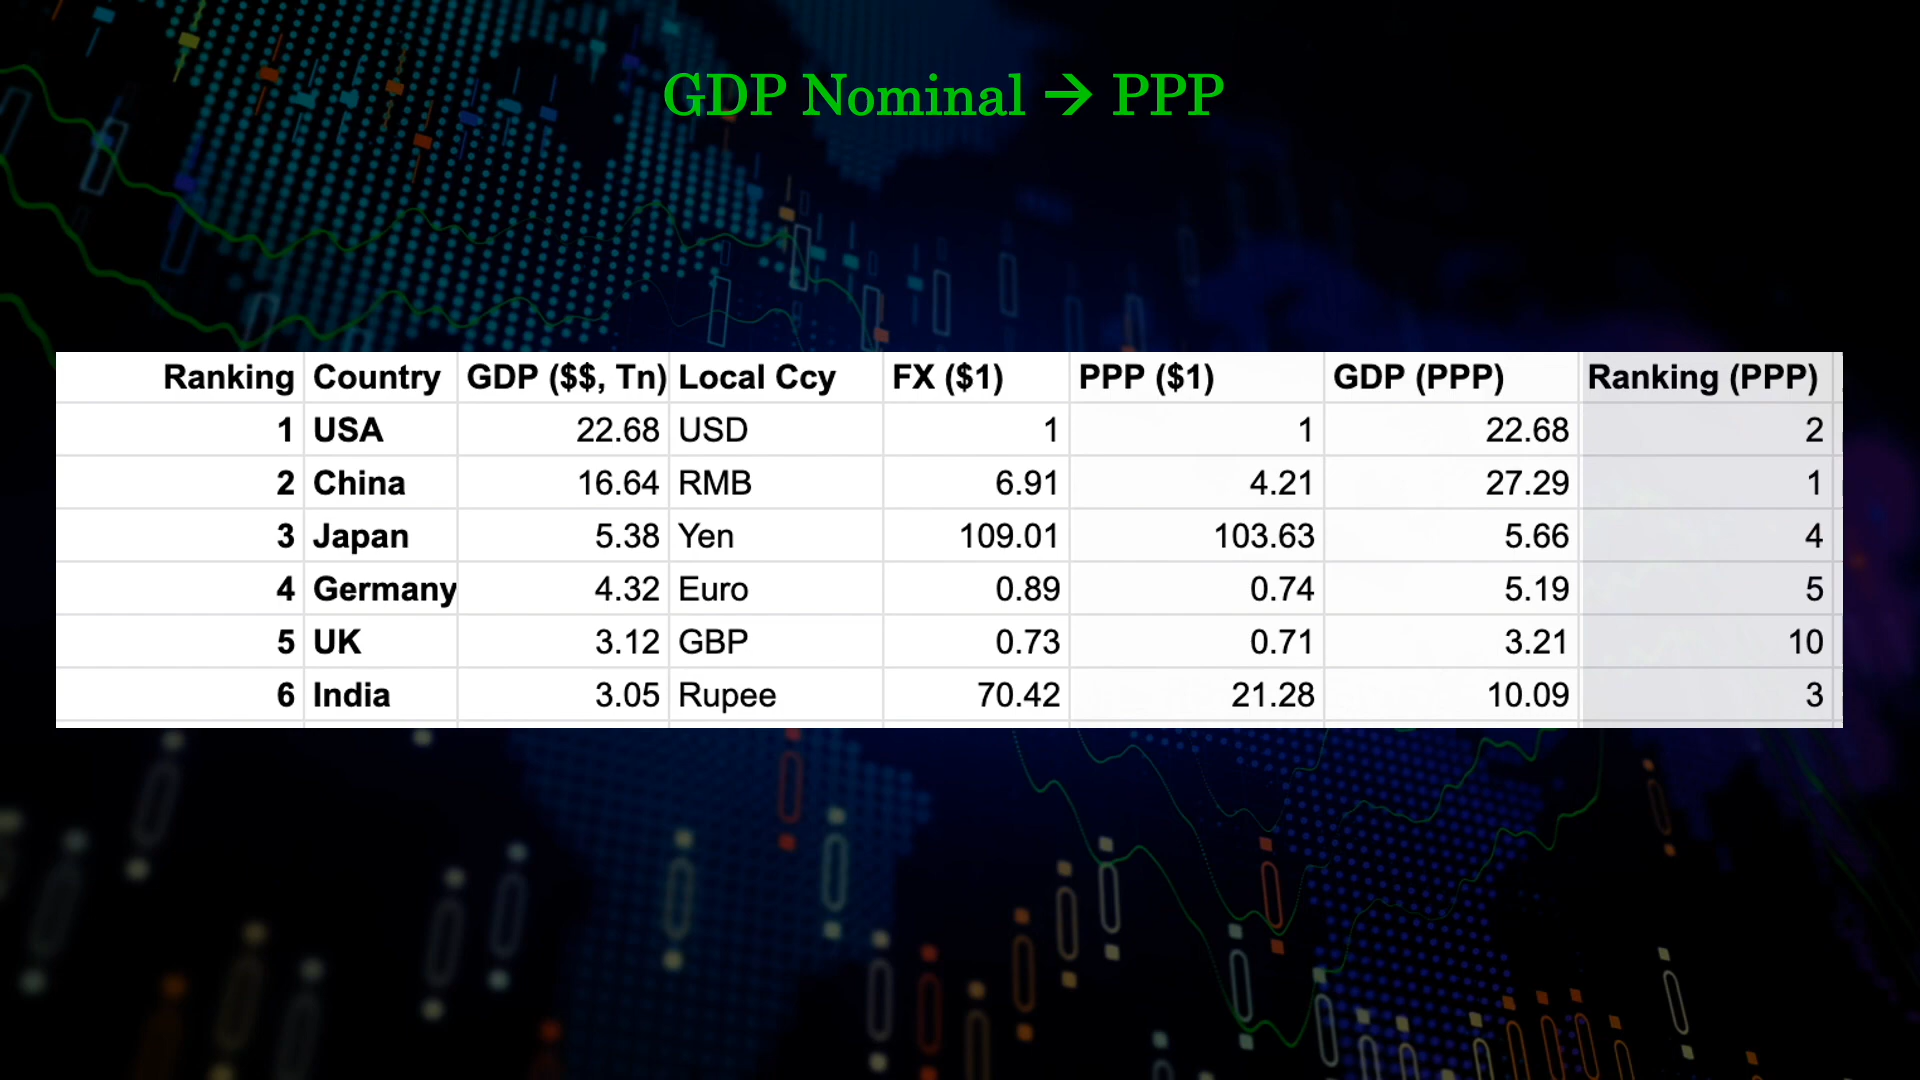 GDP Nominal → PPP
Ranking Country GDP ($$, Tn) Local Ccy FX ($1) PPP ($1) GDP (PPP) Ranking (PPP)
1 USA 22.68 USD 1 1 22.68 2
2 China 16.64 RMB 6.91 4.21 27.29 1
3 Japan 5.38 Yen 109.01 103.63 5.66 4
4 Germany 4.32 Euro 0.89 0.74 5.19 5
5 UK 3.12 GBP 0.73 0.71 3.21 10
6 India 3.05 Rupee 70.42 21.28 10.09 3